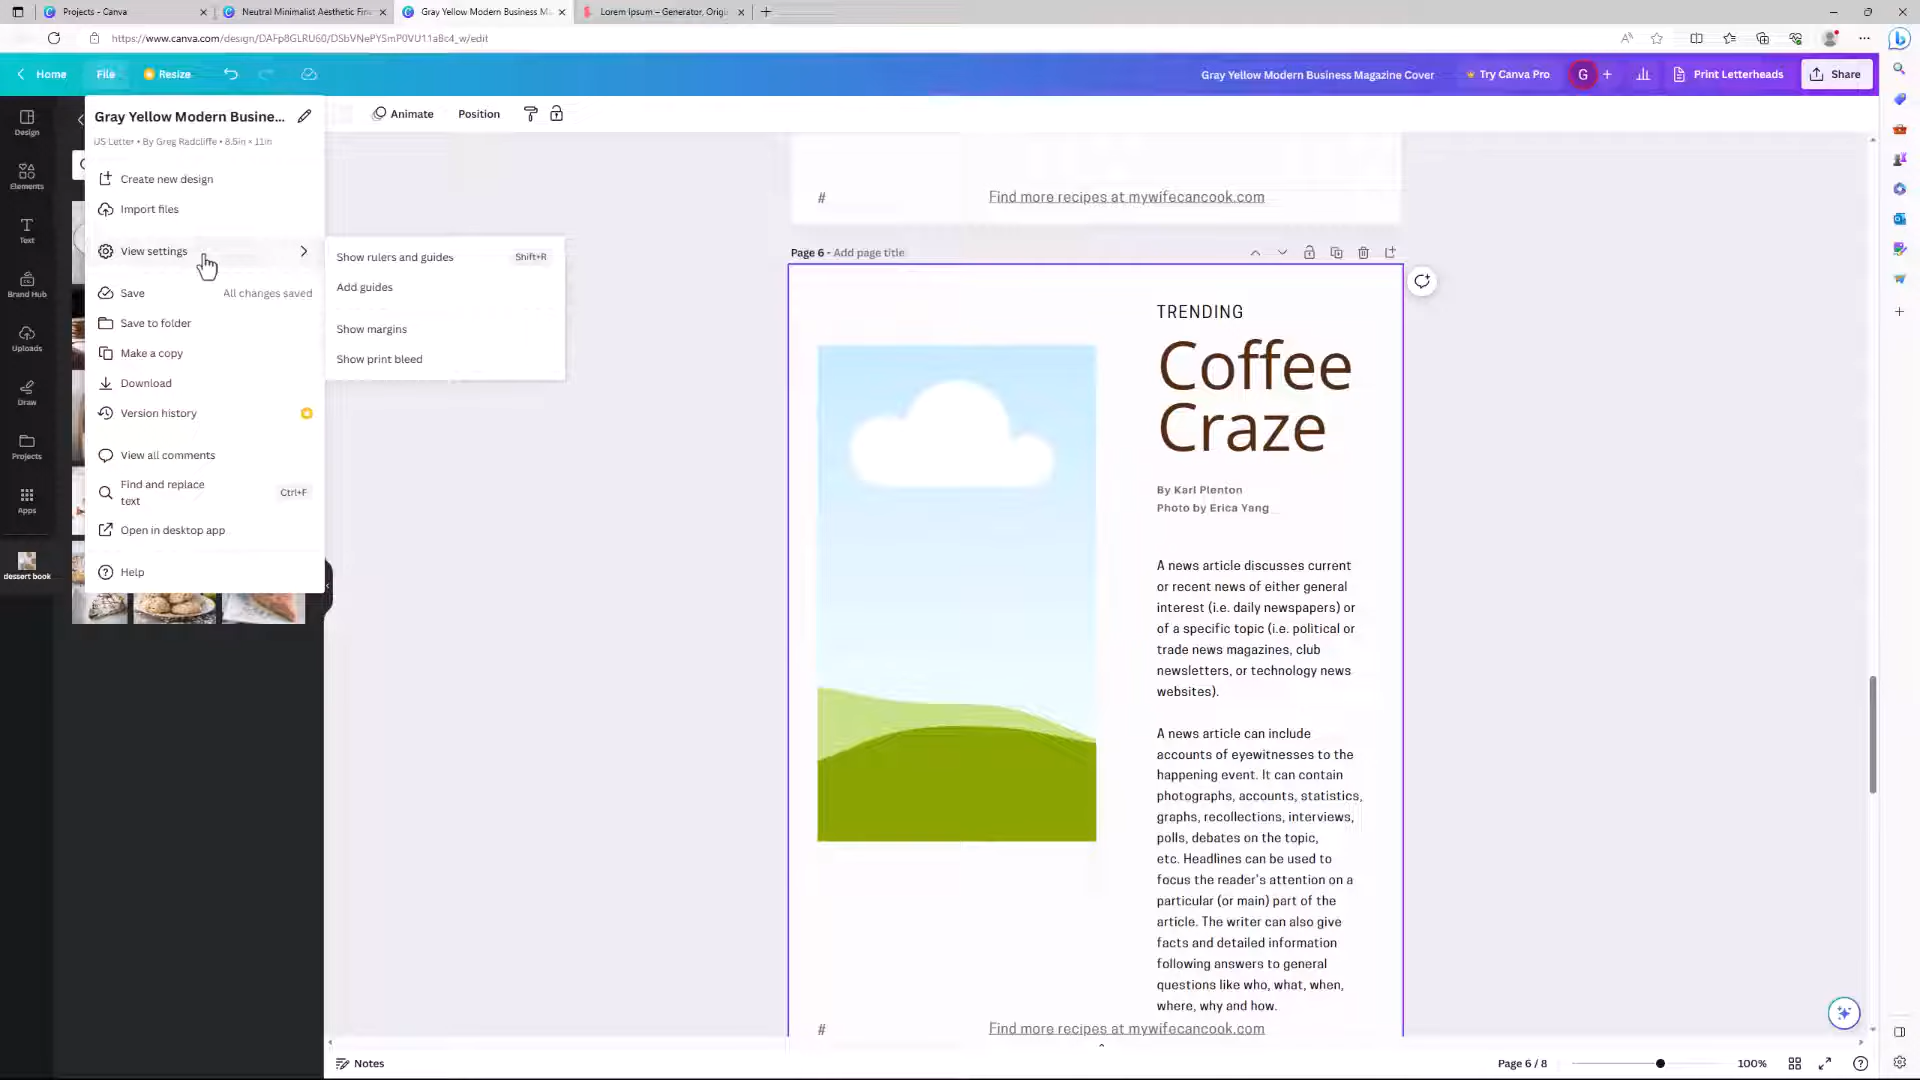 Projects - Canva
Neutral Minimalist Aesthetic Fin
Gray Yellow Modern Business M
Lorem Ipsum – Generator, Origi
https://www.canva.com/design/DAFp8GLRU60/DSbVNePYSmP0VU11a8c4_w/edit
Home
File
Resize
Gray Yellow Modern Business Magazine Cover
Try Canva Pro
G
Print Letterheads
Share
Gray Yellow Modern Busine...
US Letter • By Greg Radcliffe • 8.5in × 11in
Create new design
Import files
View settings
Save
All changes saved
Save to folder
Make a copy
Download
Version history
View all comments
Find and replace
text
Ctrl+F
Open in desktop app
Help
Show rulers and guides
Shift+R
Add guides
Show margins
Show print bleed
Design
Elements
Text
Brand Hub
Uploads
Draw
Projects
Apps
dessert book
Animate
Position
#
Find more recipes at mywifecancook.com
Page 6 - Add page title
TRENDING
Coffee
Craze
By Karl Plenton
Photo by Erica Yang
A news article discusses current
or recent news of either general
interest (i.e. daily newspapers) or
of a specific topic (i.e. political or
trade news magazines, club
newsletters, or technology news
websites).
A news article can include
accounts of eyewitnesses to the
happening event. It can contain
photographs, accounts, statistics,
graphs, recollections, interviews,
polls, debates on the topic,
etc. Headlines can be used to
focus the reader's attention on a
particular (or main) part of the
article. The writer can also give
facts and detailed information
following answers to general
questions like who, what, when,
where, why and how.
#
Find more recipes at mywifecancook.com
Notes
Page 6 / 8
100%